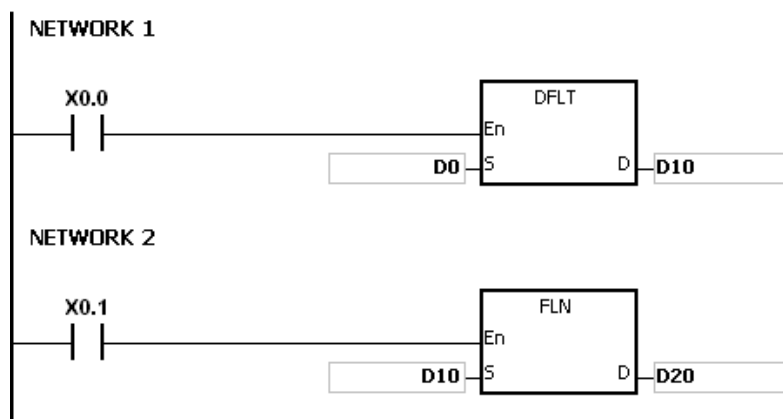 NETWORK 1
X0.0
DFLT
En
D0 S D D10
NETWORK 2
X0.1
FLN
En
D10 S D D20